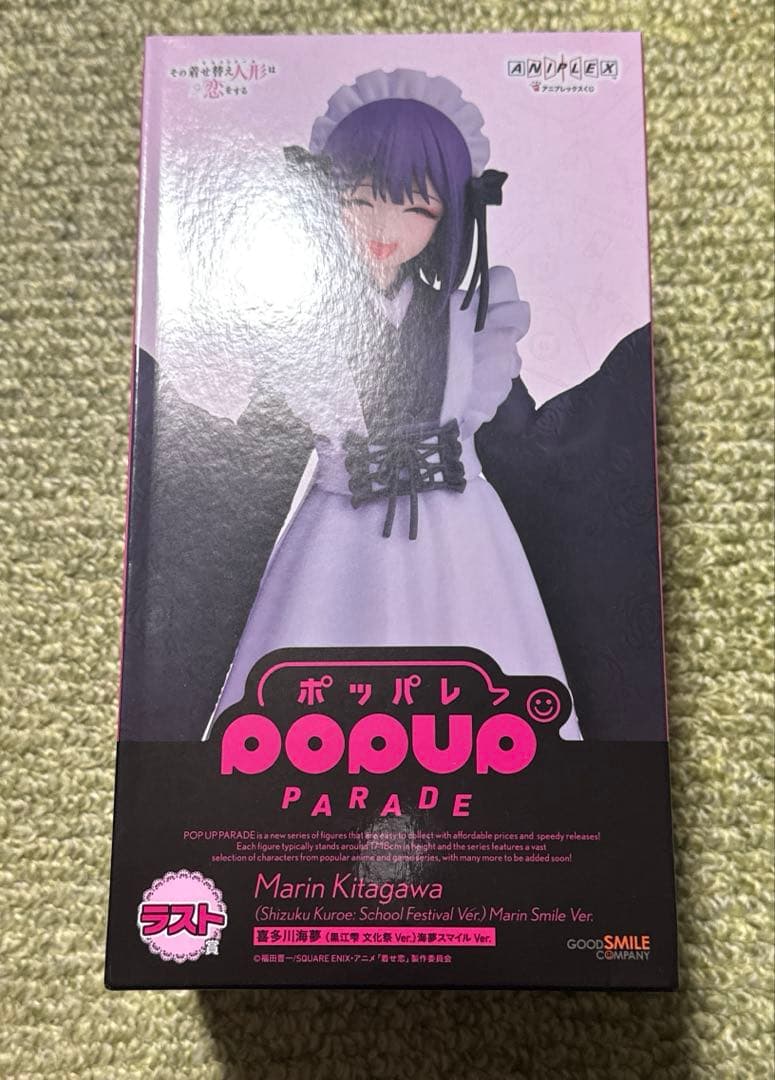 その着せ替え人形は
恋をする
ANIPLEX
アニプレックスくじ
ポッパレ
POPUP
PARADE
POP UP PARADE is a new series of figures that are easy to collect with affordable prices and speedy releases!
Each figure typically stands around 17-18cm in height and the series features a vast
selection of characters from popular anime and game series, with many more to be added soon!
Marin Kitagawa
(Shizuku Kuroe: School Festival Ver.) Marin Smile Ver.
ラスト賞
喜多川海夢 (黒江雫 文化祭 Ver.) 海夢スマイル Ver.
©福田晋一/SQUARE ENIX・アニメ「着せ恋」製作委員会
GOOD SMILE
COMPANY